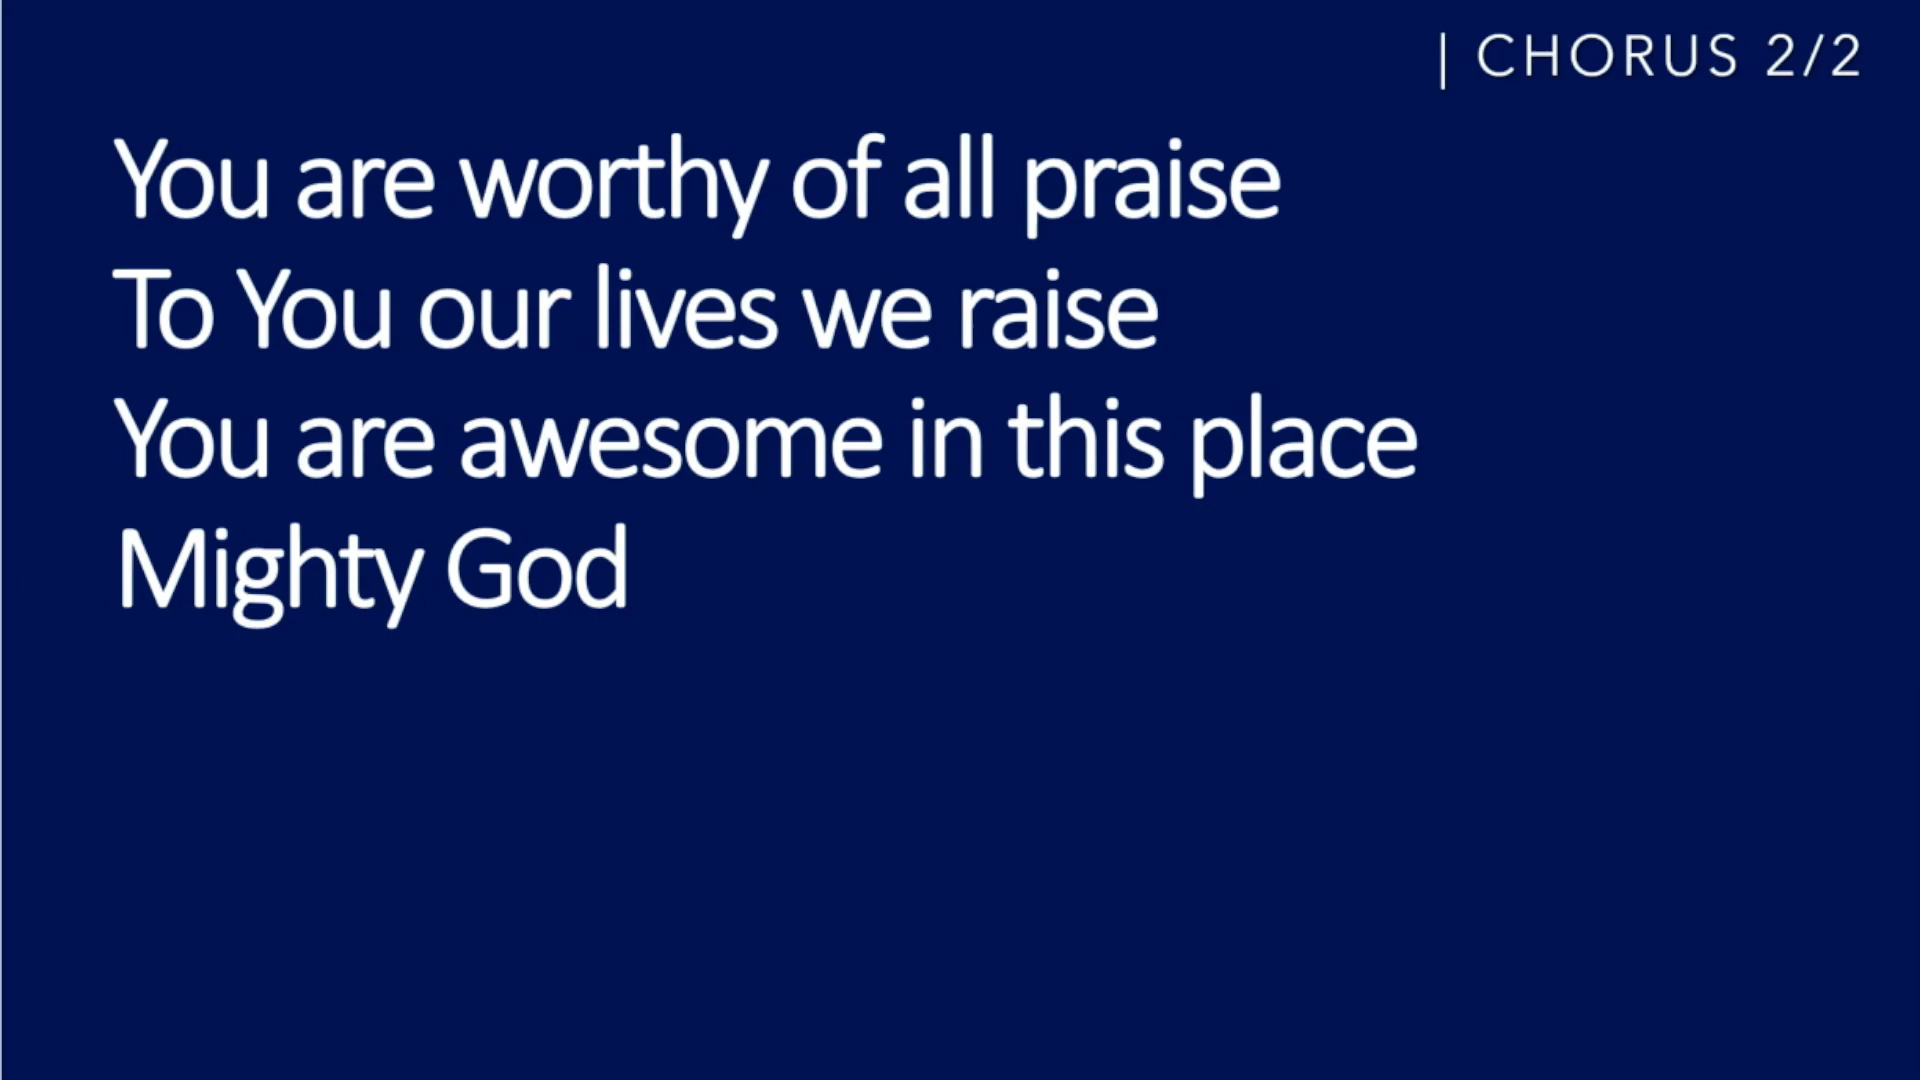 | CHORUS 2/2
You are worthy of all praise
To You our lives we raise
You are awesome in this place
Mighty God